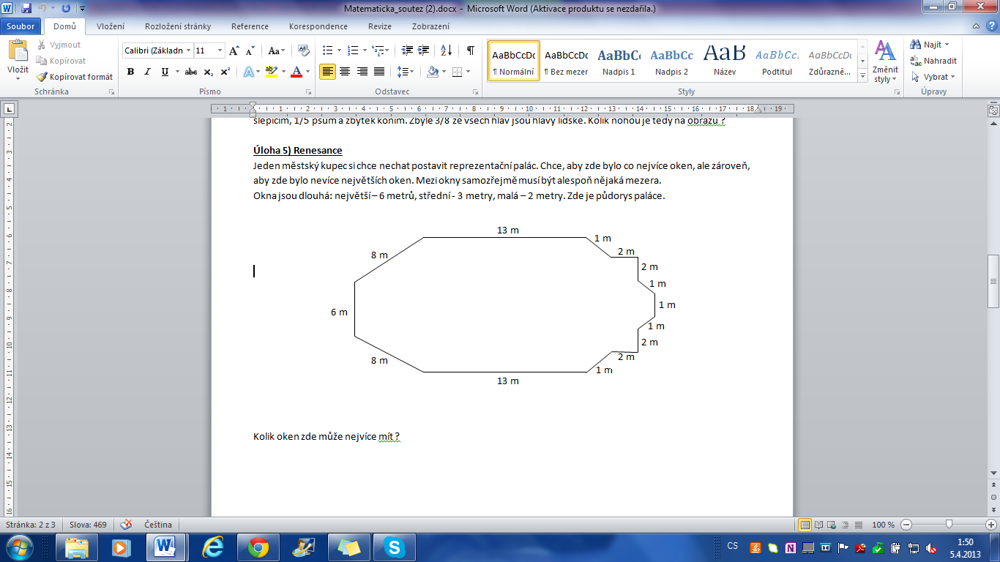 Matematicka_soutez (2).docx - Microsoft Word (Aktivace produktu se nezdařila.)
Soubor Domů Vložení Rozložení stránky Reference Korespondence Revize Zobrazení
Vložit
Vyjmout
Kopírovat
Kopírovat formát
Schránka
Calibri (Základn 11
Písmo
Odstavec
AaBbCcDc AaBbCcDc AaBbCc AaBbCc AaB AaBbCc. AaBbCcDc
¶ Normální ¶ Bez mezer Nadpis 1 Nadpis 2 Název Podtitul Zdůrazně...
Styly
Změnit styly
Najít
Nahradit
Vybrat
Úpravy
slepicím, 1/5 psům a zbytek koním. Zbylé 3/8 ze všech hlav jsou hlavy lidské. Kolik nohou je tedy na obrazu ?
Úloha 5) Renesance
Jeden městský kupec si chce nechat postavit reprezentační palác. Chce, aby zde bylo co nejvíce oken, ale zároveň,
aby zde bylo nevíce největších oken. Mezi okny samozřejmě musí být alespoň nějaká mezera.
Okna jsou dlouhá: největší – 6 metrů, střední - 3 metry, malá – 2 metry. Zde je půdorys paláce.
13 m
1 m
2 m
8 m
2 m
1 m
1 m
6 m
1 m
2 m
2 m
8 m
1 m
13 m
Kolik oken zde může nejvíce mít ?
Stránka: 2 z 3 Slova: 469 Čeština 100 %
CS 1:50
5.4.2013